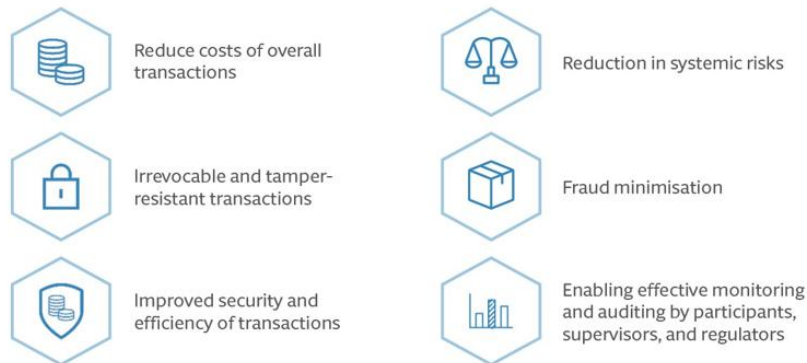 Reduce costs of overall
transactions
Irrevocable and tamper-
resistant transactions
Improved security and
efficiency of transactions
Reduction in systemic risks
Fraud minimisation
Enabling effective monitoring
and auditing by participants,
supervisors, and regulators